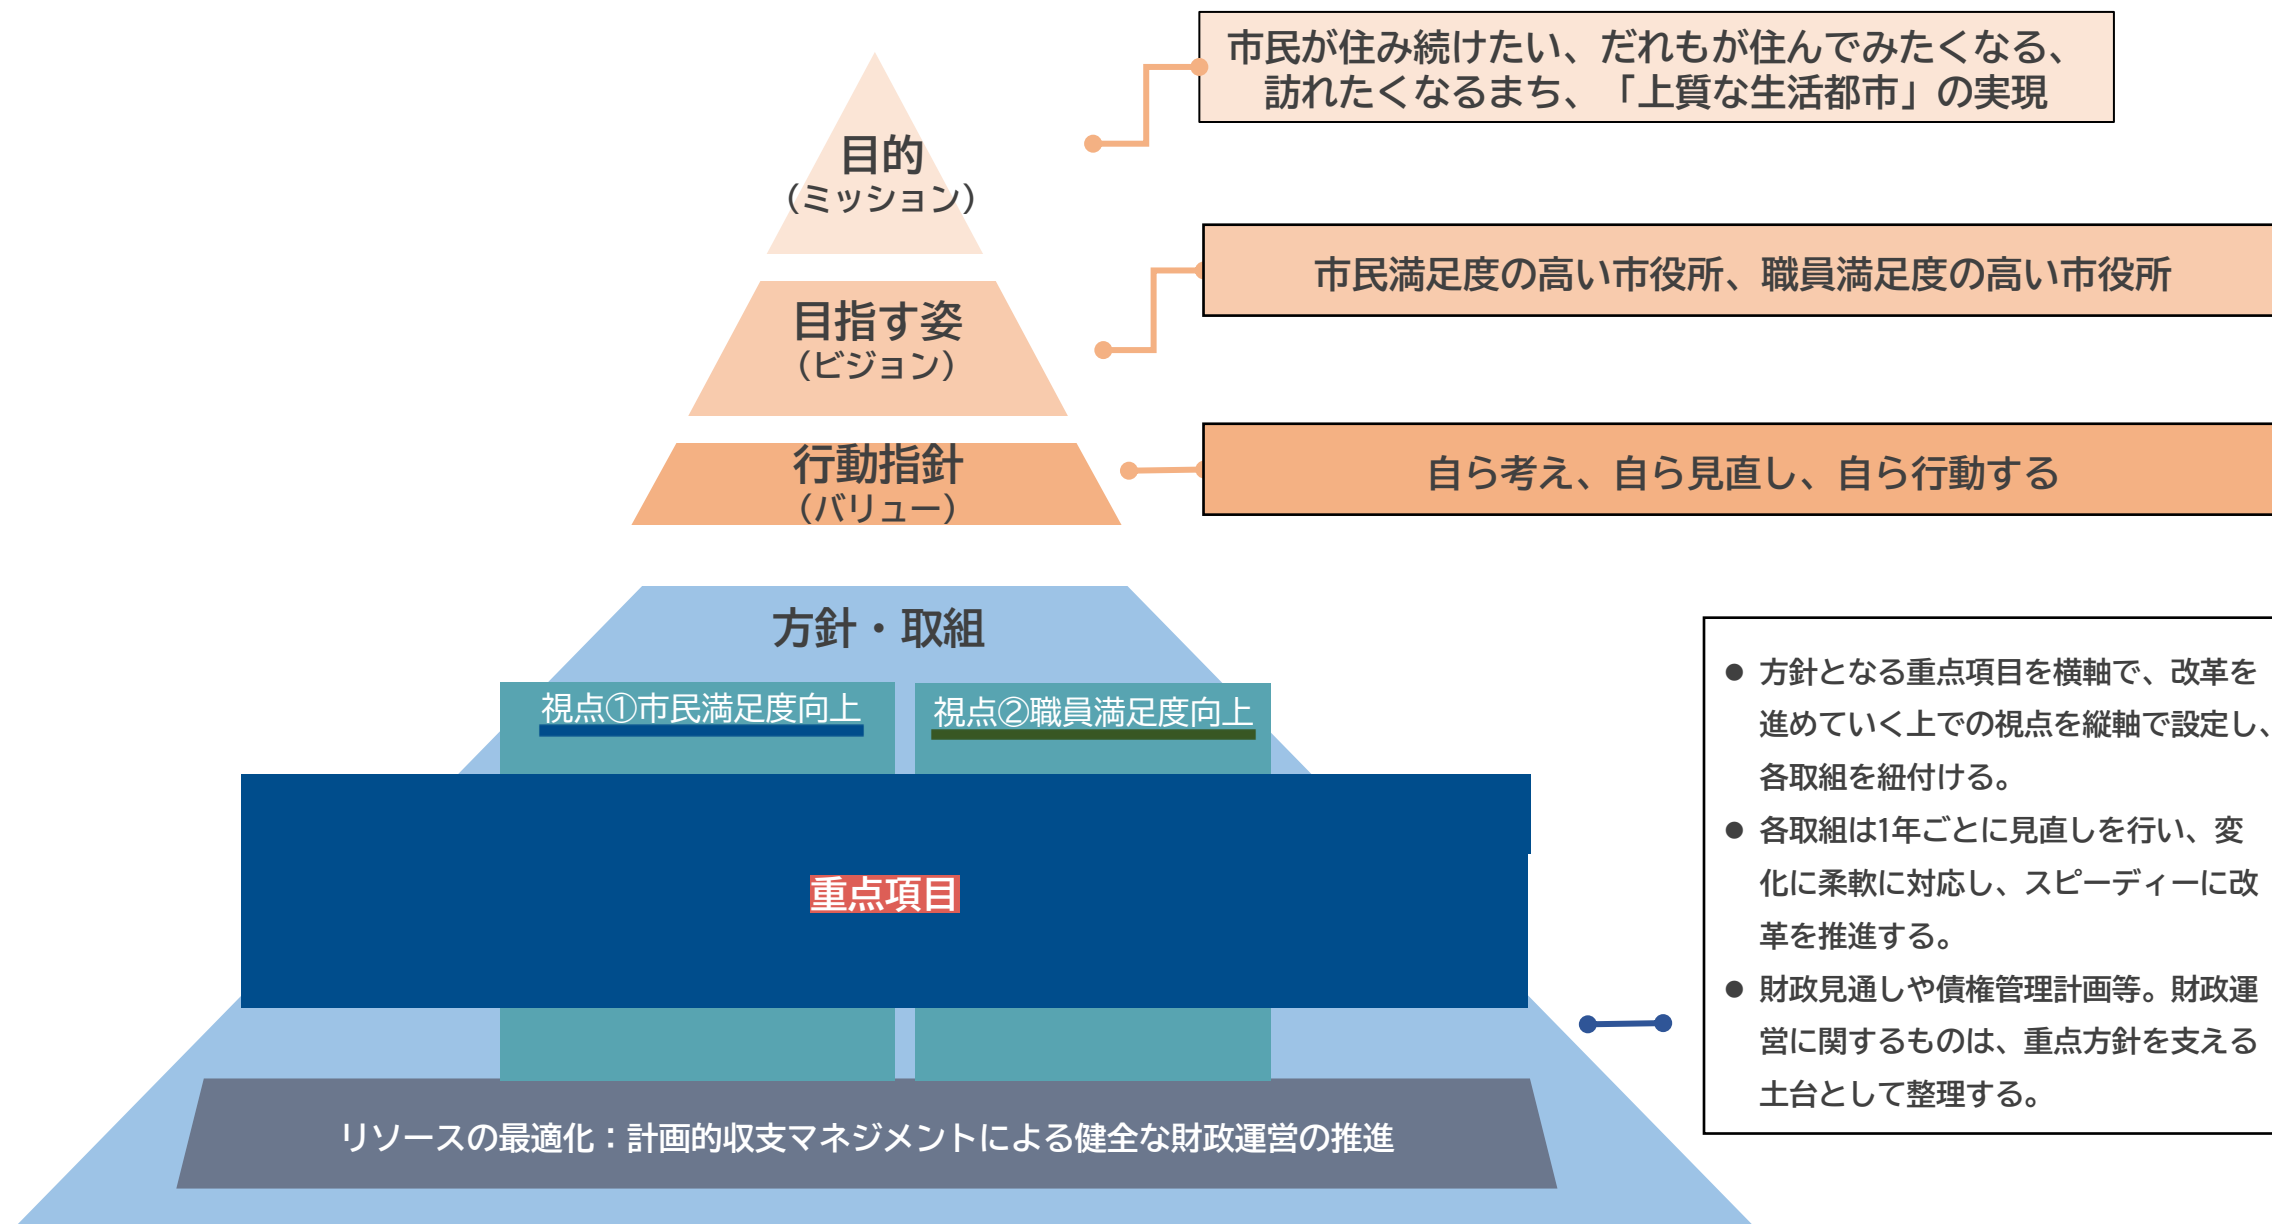 市民が住み続けたい、だれもが住んでみたくなる、
訪れたくなるまち、「上質な生活都市」の実現
目的
（ミッション）
市民満足度の高い市役所、職員満足度の高い市役所
目指す姿
（ビジョン）
行動指針
（バリュー）
自ら考え、自ら見直し、自ら行動する
方針・取組
視点①市民満足度向上
視点②職員満足度向上
重点項目
リソースの最適化：計画的収支マネジメントによる健全な財政運営の推進
● 方針となる重点項目を横軸で、改革を
進めていく上での視点を縦軸で設定し、
各取組を紐付ける。
● 各取組は1年ごとに見直しを行い、変
化に柔軟に対応し、スピーディーに改
革を推進する。
● 財政見通しや債権管理計画等。財政運
営に関するものは、重点方針を支える
土台として整理する。